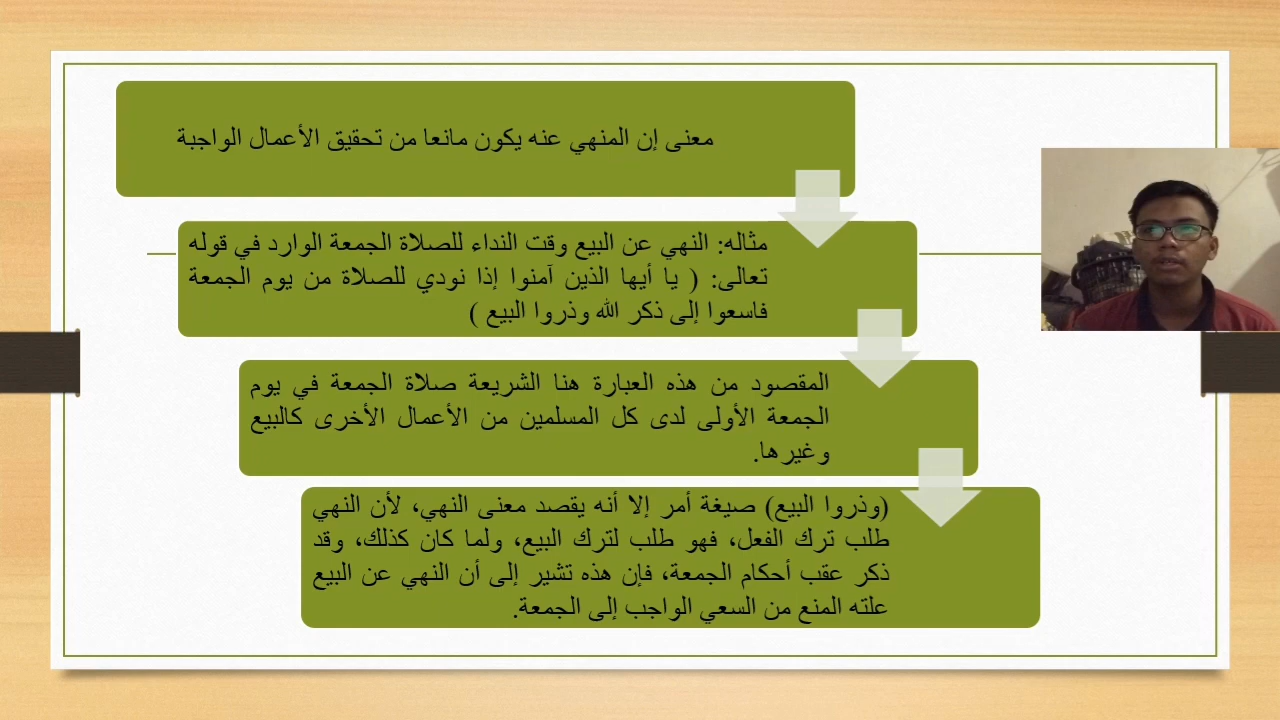 معنى إن المنهي عنه يكون مانعا من تحقيق الأعمال الواجبة
مثاله: النهي عن البيع وقت النداء للصلاة الجمعة الوارد في قوله
تعالى: ( يا أيها الذين آمنوا إذا نودي للصلاة من يوم الجمعة
فاسعوا إلى ذكر الله وذروا البيع )
المقصود من هذه العبارة هنا الشريعة صلاة الجمعة في يوم
الجمعة الأولى لدى كل المسلمين من الأعمال الأخرى كالبيع
وغيرها.
(وذروا البيع) صيغة أمر إلا أنه يقصد معنى النهي، لأن النهي
طلب ترك الفعل، فهو طلب لترك البيع، ولما كان كذلك، وقد
ذكر عقب أحكام الجمعة، فإن هذه تشير إلى أن النهي عن البيع
علته المنع من السعي الواجب إلى الجمعة.